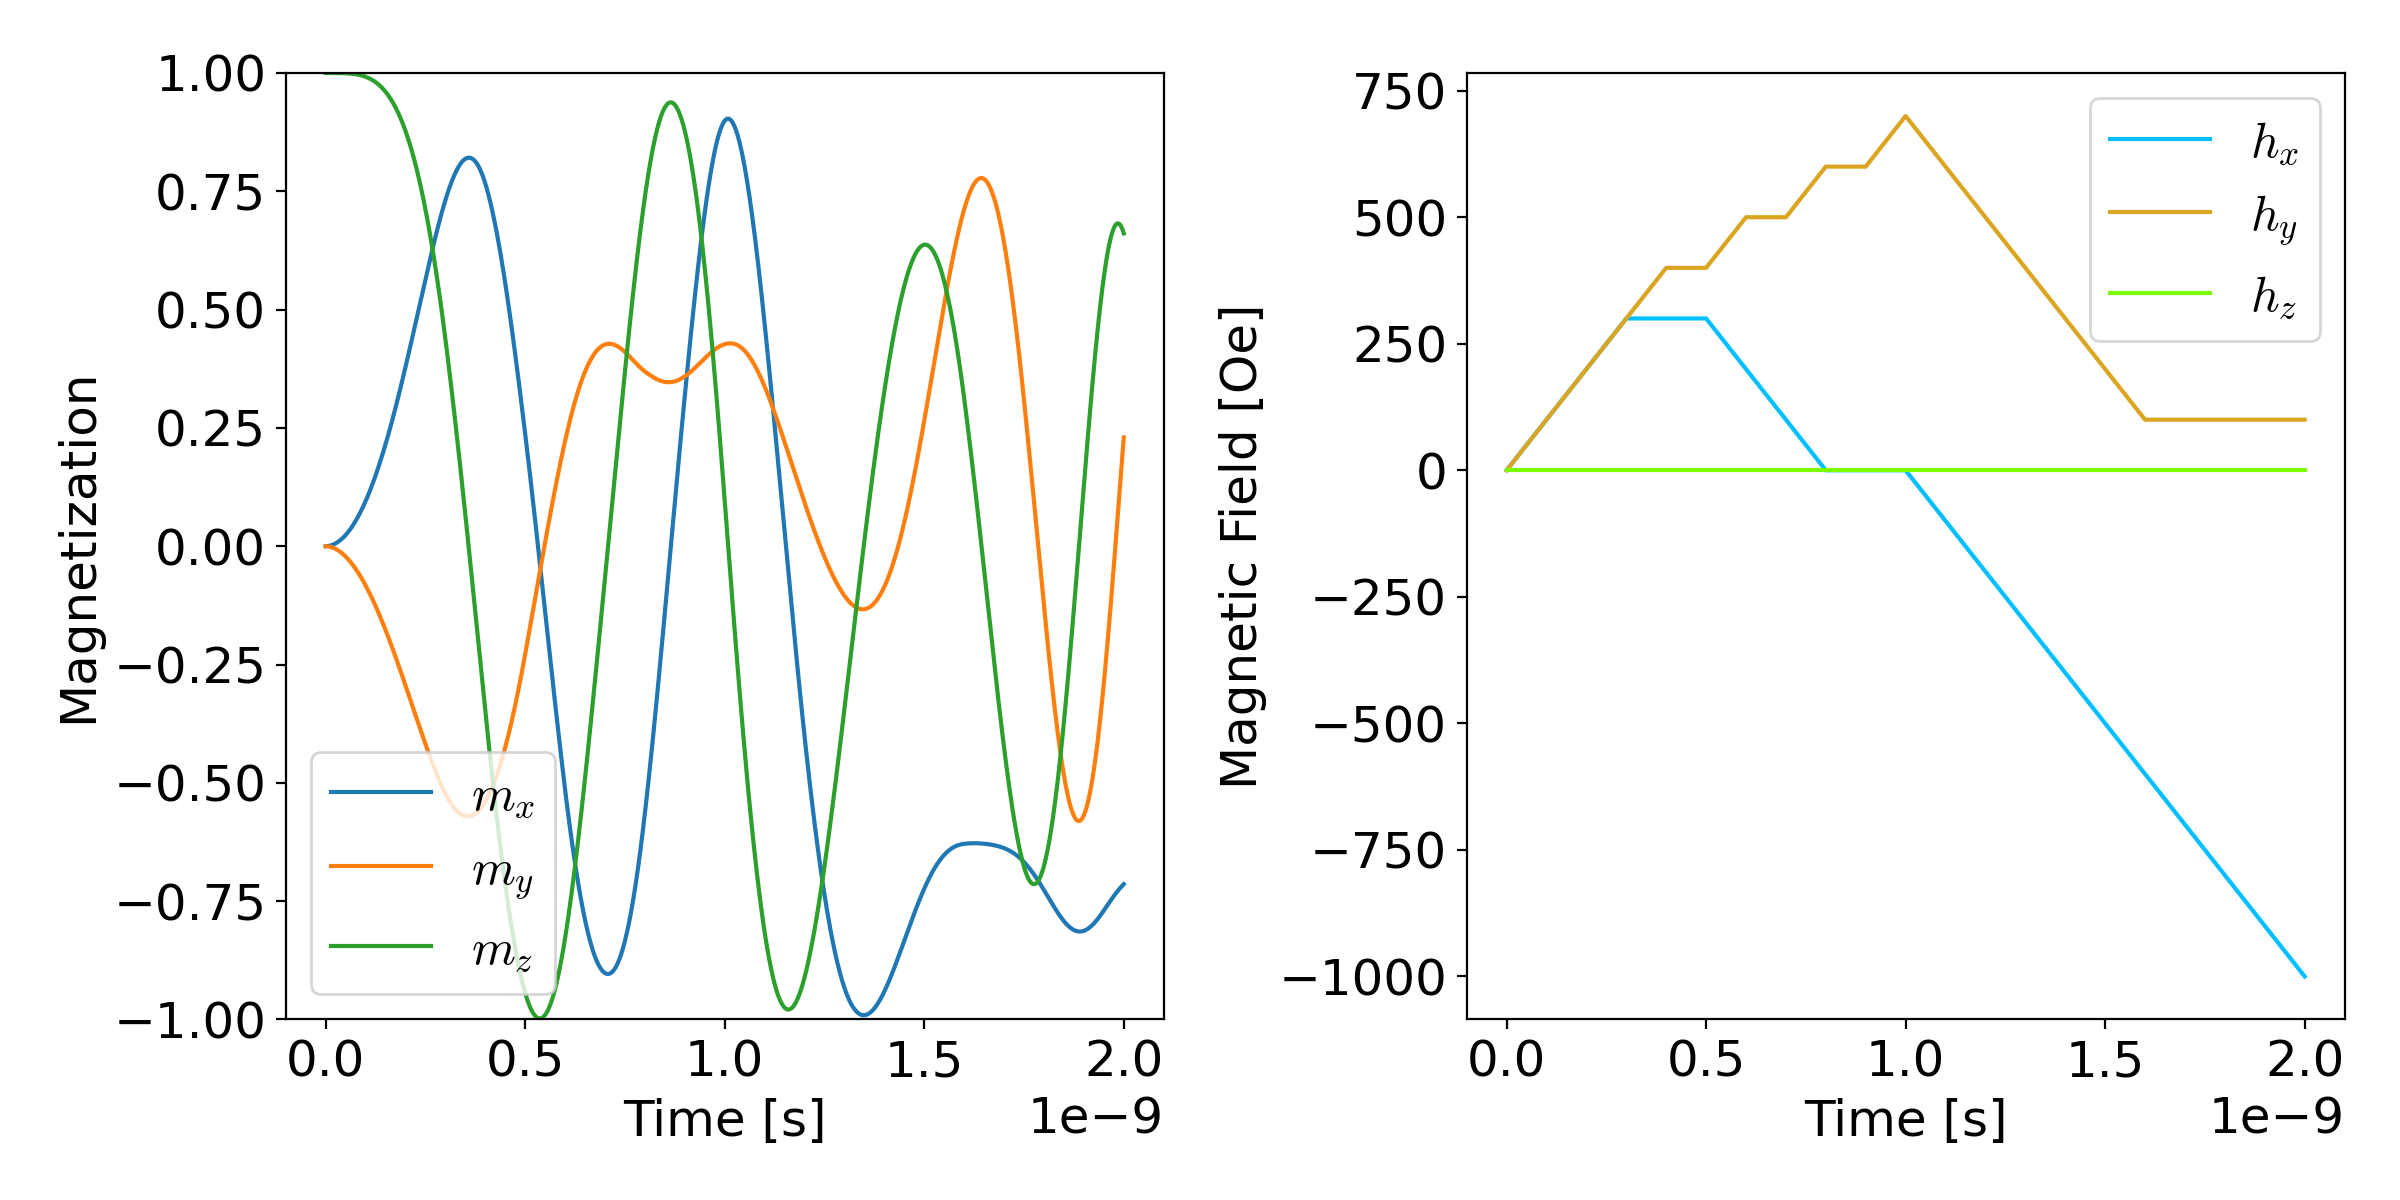 Magnetization
1.00
0.75
0.50
0.25
0.00
−0.25
−0.50
−0.75
−1.00
m_x
m_y
m_z
0.0 0.5 1.0 1.5 2.0
Time [s]
1e−9
Magnetic Field [Oe]
750
500
250
0
−250
−500
−750
−1000
h_x
h_y
h_z
0.0 0.5 1.0 1.5 2.0
Time [s]
1e−9